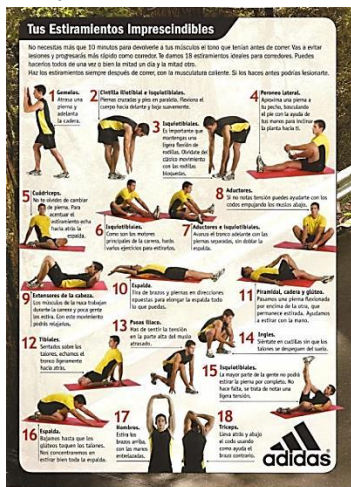 Tus Estiramientos Imprescindibles
No necesitas más que 10 minutos para devolverle a tus músculos el tono que tenían antes de correr. Vas a evitar
lesiones y progresarás más rápido como corredor. Te damos 18 estiramientos ideales para corredores. Puedes
hacerlos todos de una vez o bien la mitad un día y la mitad otro.
Haz los estiramientos siempre después de correr, con la musculatura caliente. Si los haces antes podrías lesionarte.
1 Gemelos.
Atrasa una
pierna y
adelanta
la cadera.
2 Cintilla iliotibial e isquiotibiales.
Piernas cruzadas y pies en paralelo, flexiona el
cuerpo hacia delante y baja suavemente.
3 Isquiotibiales.
Es importante que
mantengas una
ligera flexión de
rodillas. Olvídate del
clásico movimiento
con las rodillas
bloqueadas.
4 Peroneo lateral.
Aproxima una pierna a
tu pecho, basculando
el pie con la ayuda de
tus manos para inclinar
la planta hacia ti.
5 Cuádriceps.
No te olvides de cambiar
de pierna. Para
acentuar el
estiramiento echa
hacia atrás la
espalda.
6 Isquiotibiales.
Como son los motores
principales de la carrera, harás
varios ejercicios para estirarlos.
7 Aductores e isquiotibiales.
Avanza el tronco adelante con las
piernas separadas, sin doblar la
espalda.
8 Aductores.
Si no notas tensión puedes ayudarte con los
codos empujando los muslos abajo.
9 Extensores de la cabeza.
Los músculos de la nuca trabajan
durante la carrera y poca gente
los estira. Con este movimiento
podrás relajarlos.
10 Espalda.
Tira de brazos y piernas en direcciones
opuestas para elongar la espalda todo
lo que puedas.
11 Piramidal, cadera y glúteo.
Pasamos una pierna flexionada
por encima de la otra, que
permanece estirada. Ayudamos
a estirar con la mano.
12 Tibiales.
Sentados sobre los
talones, echamos el
tronco ligeramente
hacia atrás.
13 Psoas ilíaco.
Has de sentir la tensión
en la parte alta del muslo
atrasado.
14 Ingles.
Siéntate en cuclillas sin que los
talones se despeguen del suelo.
15 Isquiotibiales.
La mayor parte de la gente no podrá
estirar la pierna por completo. No
hace falta, se trata de notar una
ligera tensión.
16 Espalda.
Bajamos hasta que los
glúteos toquen los talones.
Nos concentraremos en
estirar bien toda la espalda.
17 Hombros.
Estira los
brazos arriba,
con las manos
entrelazadas.
18 Tríceps.
Lleva atrás y abajo
el codo usando
como ayuda el
brazo contrario.
adidas